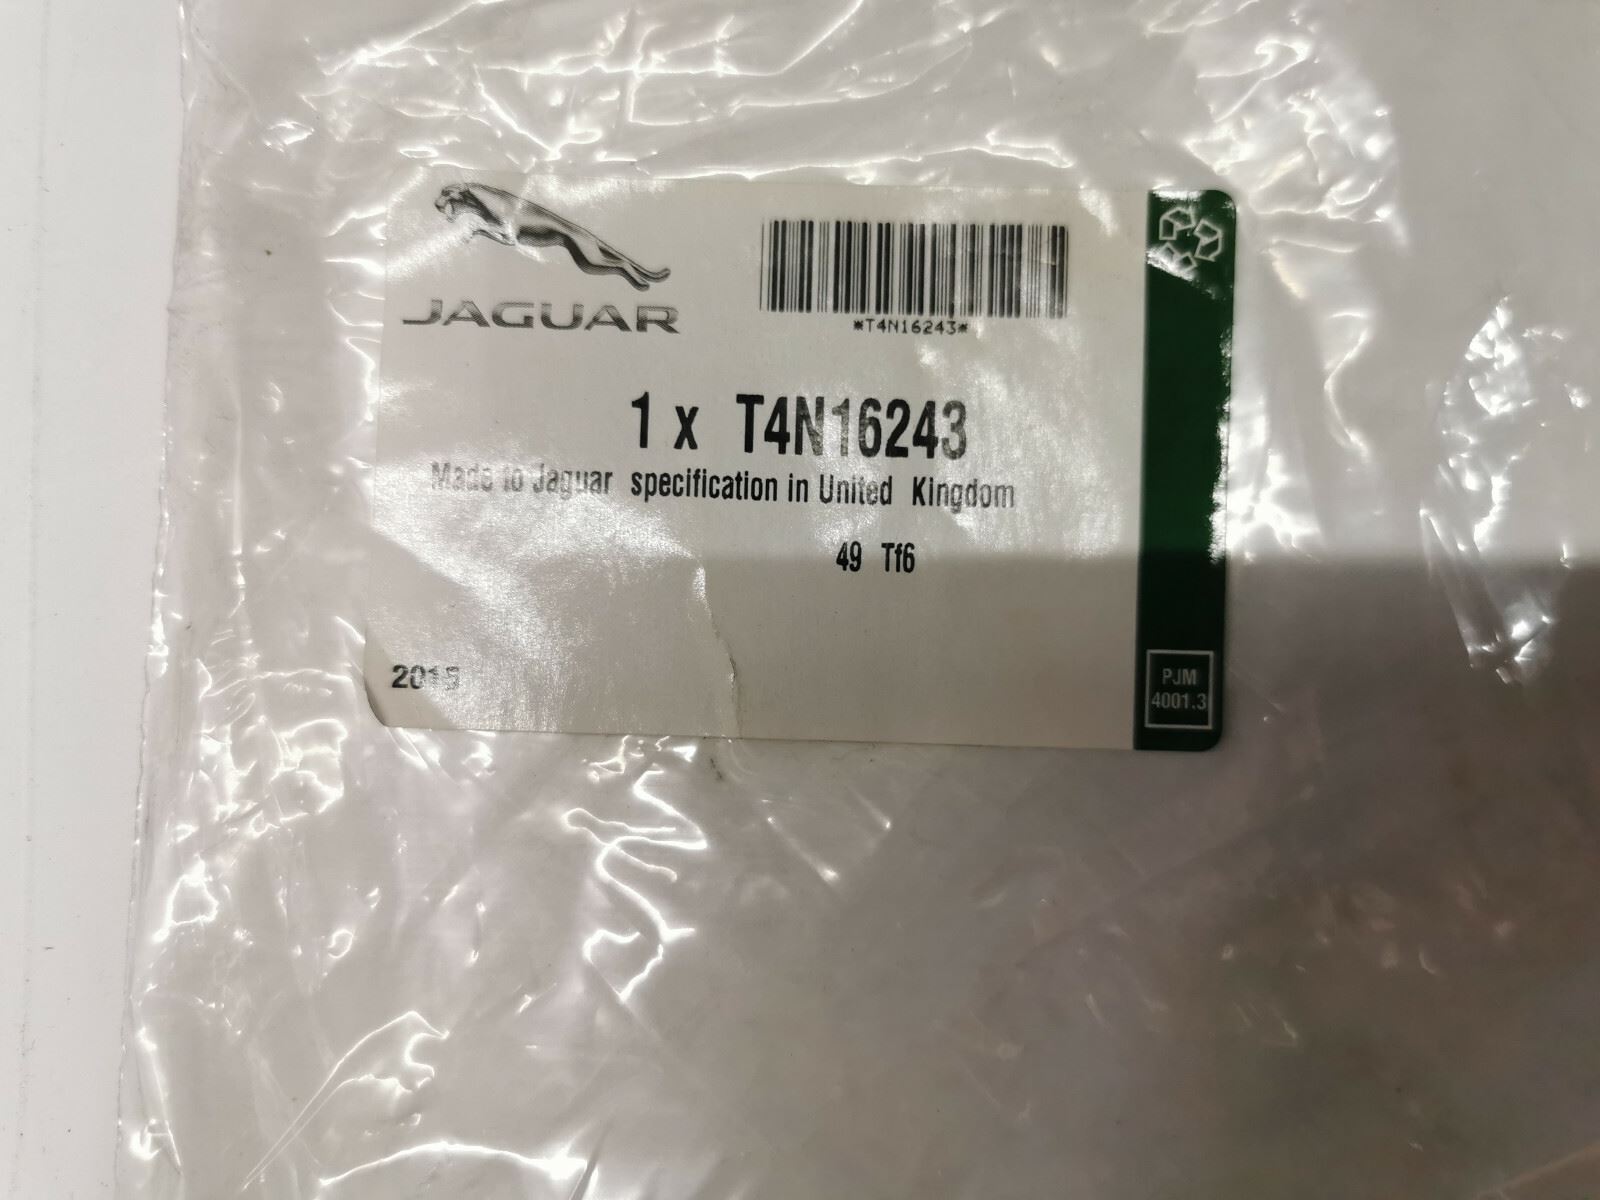 JAGUAR
*T4N16243*
1 x T4N16243
Made to Jaguar specification in United Kingdom
49 Tf6
2015
PJM
4001.3